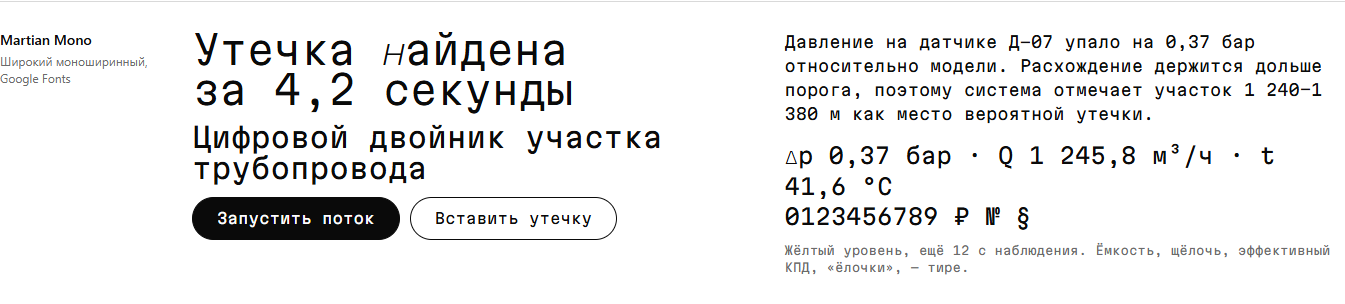 Martian Mono
Широкий моноширинный,
Google Fonts
Утечка найдена
за 4,2 секунды
Цифровой двойник участка
трубопровода
Запустить поток
Вставить утечку
Давление на датчике Д–07 упало на 0,37 бар
относительно модели. Расхождение держится дольше
порога, поэтому система отмечает участок 1 240–1
380 м как место вероятной утечки.
Δp 0,37 бар · Q 1 245,8 м³/ч · t
41,6 °C
0123456789 ₽ № §
Жёлтый уровень, ещё 12 с наблюдения. Ёмкость, щёлочь, эффективный
КПД, «ёлочки», — тире.